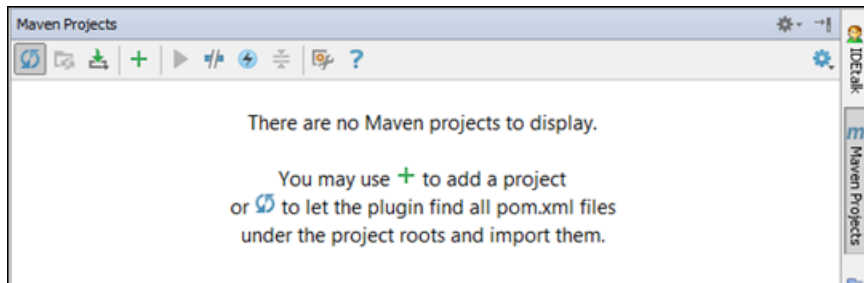 Maven Projects
There are no Maven projects to display.
You may use + to add a project
or to let the plugin find all pom.xml files
under the project roots and import them.
IDEtalk
m Maven Projects